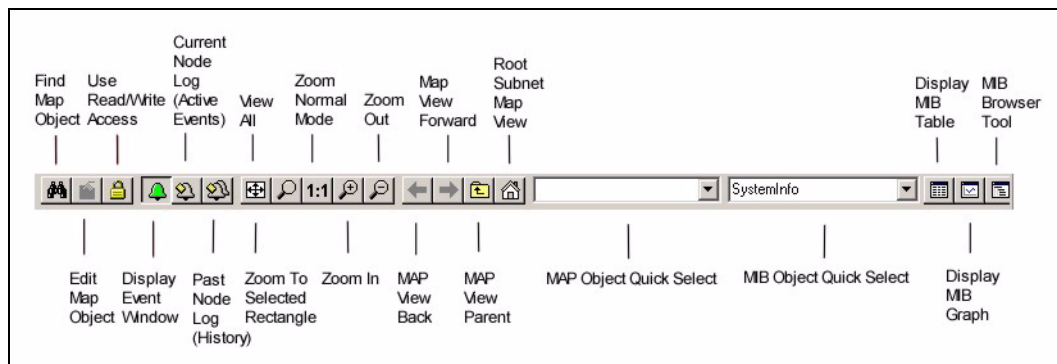 Find
Map
Object
Use
Read/Write
Access
Current
Node
Log
(Active
Events)
View
All
Zoom
Normal
Mode
Zoom
Out
Map
View
Forward
Root
Subnet
Map
View
Display
MIB
Table
MIB
Browser
Tool
1:1
SystemInfo
Edit
Map
Object
Display
Event
Window
Past
Node
Log
(History)
Zoom To
Selected
Rectangle
Zoom In
MAP
View
Back
MAP
View
Parent
MAP Object Quick Select
MIB Object Quick Select
Display
MIB
Graph